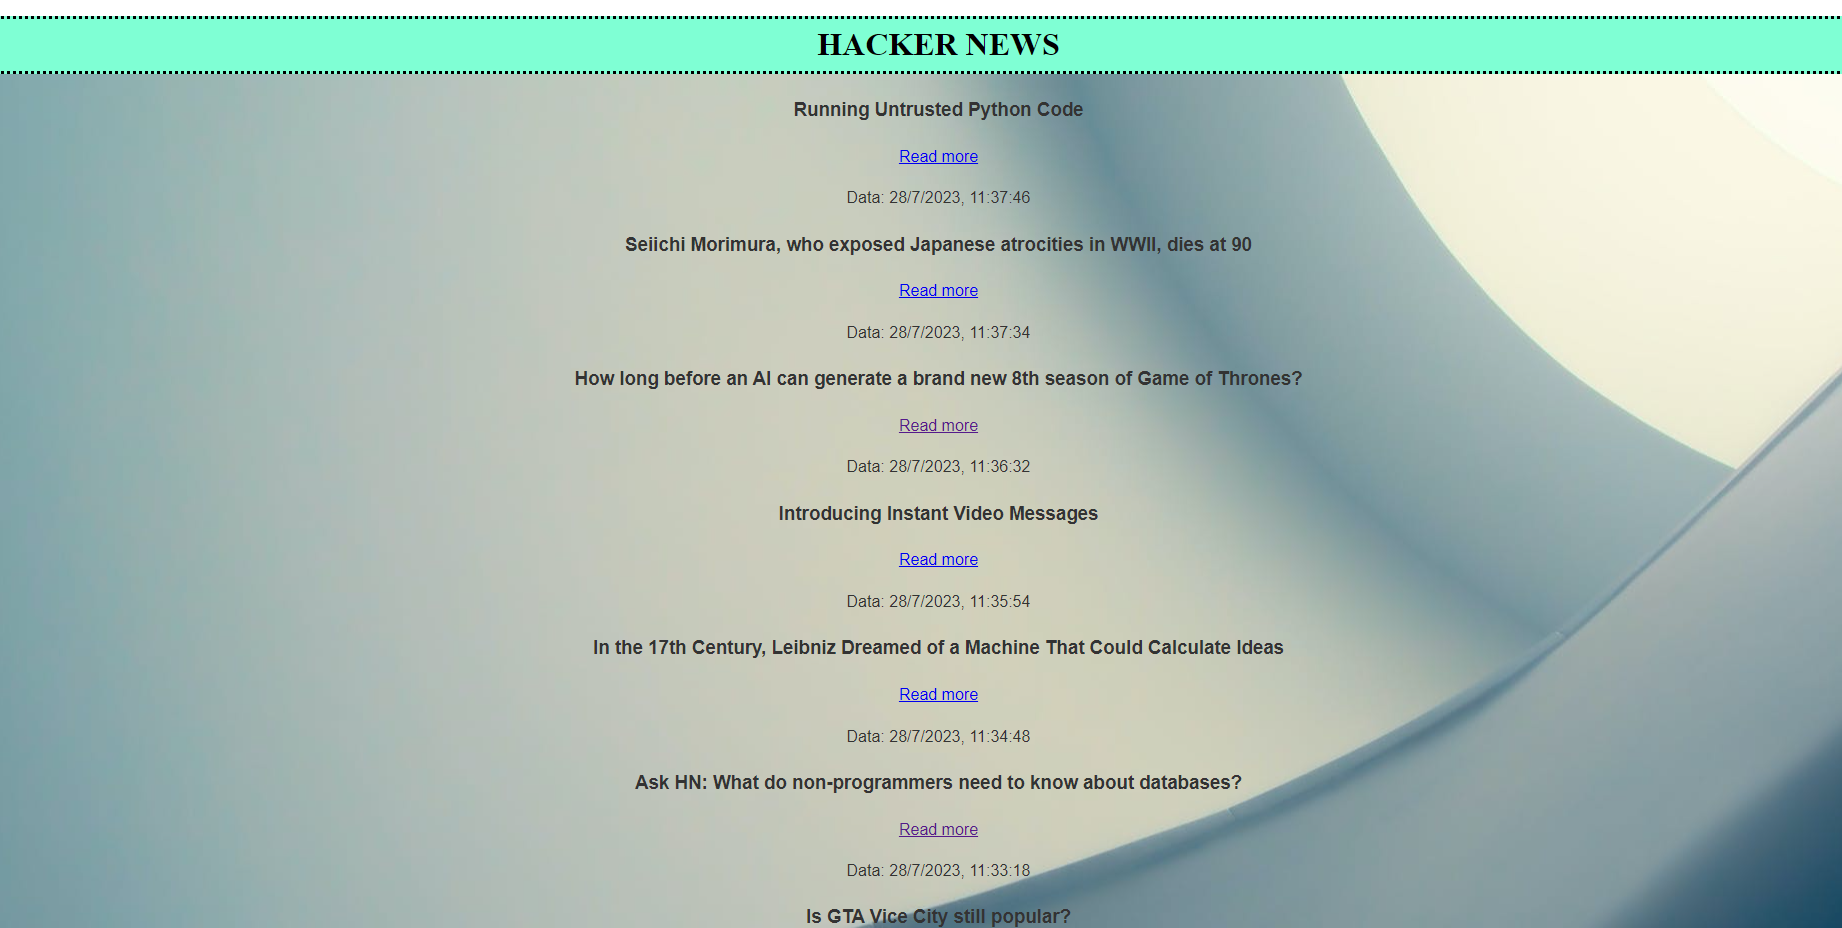 HACKER NEWS
Running Untrusted Python Code
Read more
Data: 28/7/2023, 11:37:46
Seiichi Morimura, who exposed Japanese atrocities in WWII, dies at 90
Read more
Data: 28/7/2023, 11:37:34
How long before an AI can generate a brand new 8th season of Game of Thrones?
Read more
Data: 28/7/2023, 11:36:32
Introducing Instant Video Messages
Read more
Data: 28/7/2023, 11:35:54
In the 17th Century, Leibniz Dreamed of a Machine That Could Calculate Ideas
Read more
Data: 28/7/2023, 11:34:48
Ask HN: What do non-programmers need to know about databases?
Read more
Data: 28/7/2023, 11:33:18
Is GTA Vice City still popular?